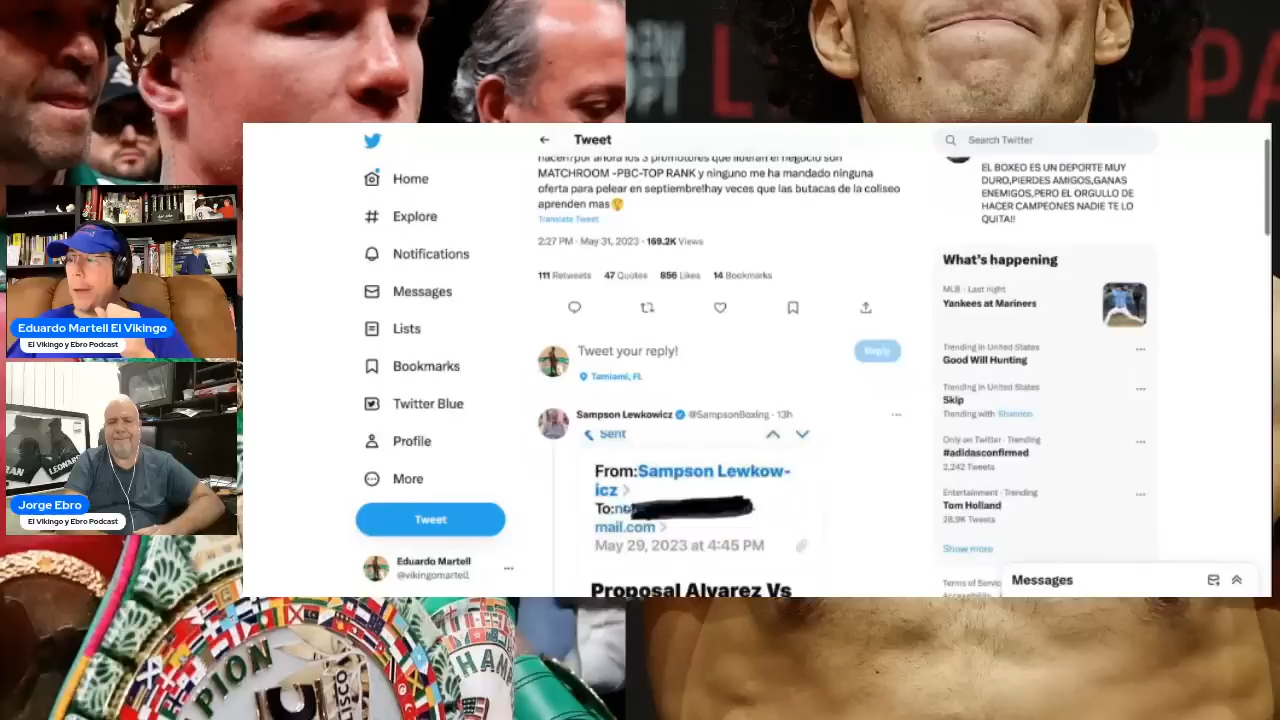 L
PA
Tweet
Search Twitter
hacen!por ahora los 3 promotores que lideran el negocio son
MATCHROOM -PBC-TOP RANK y ninguno me ha mandado ninguna
oferta para pelear en septiembre!hay veces que las butacas de la coliseo
aprenden mas
Translate Tweet
2:27 PM · May 31, 2023 · 169.2K Views
111 Retweets 47 Quotes 856 Likes 14 Bookmarks
Tweet your reply!
Reply
Tamiami, FL
Sampson Lewkowicz @SampsonBoxing · 13h
Sent
From:Sampson Lewkow-
icz
To:
mail.com
May 29, 2023 at 4:45 PM
Proposal Alvarez Vs
Home
Explore
Notifications
Messages
Lists
Bookmarks
Twitter Blue
Profile
More
Tweet
Eduardo Martell
@vikingomartell
EL BOXEO ES UN DEPORTE MUY
DURO,PIERDES AMIGOS,GANAS
ENEMIGOS,PERO EL ORGULLO DE
HACER CAMPEONES NADIE TE LO
QUITA!!
What's happening
MLB · Last night
Yankees at Mariners
Trending in United States
Good Will Hunting
Trending in United States
Skip
Trending with Shannon
Only on Twitter · Trending
#adidasconfirmed
2,242 Tweets
Entertainment · Trending
Tom Holland
28.9K Tweets
Show more
Terms of Servic
Messages
Eduardo Martell El Vikingo
El Vikingo y Ebro Podcast
LEONAR
Jorge Ebro
El Vikingo y Ebro Podcast
PION
LISCO
HAMP